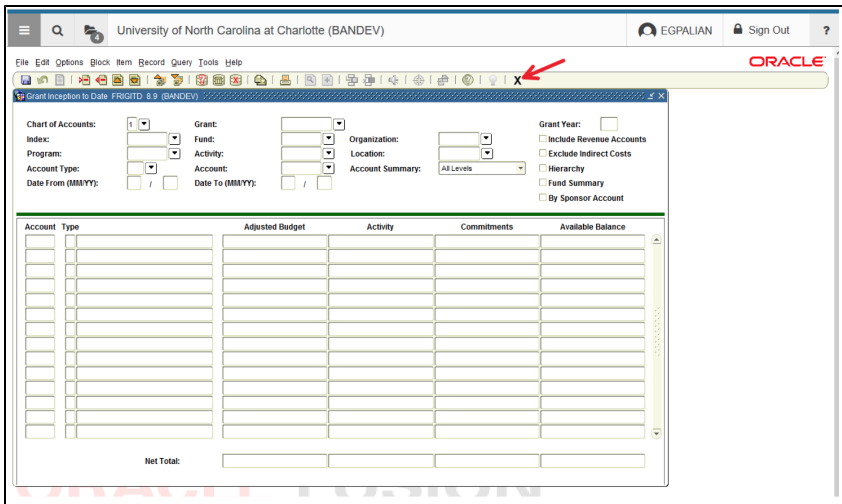 University of North Carolina at Charlotte (BANDEV)
4
EGPALIAN
Sign Out
?
File Edit Options Block Item Record Query Tools Help
ORACLE
X
Grant Inception to Date FRIGITD 8.9 (BANDEV)
Chart of Accounts: 1 Grant: Grant Year:
Index: Fund: Organization: Include Revenue Accounts
Program: Activity: Location: Exclude Indirect Costs
Account Type: Account: Account Summary: All Levels Hierarchy
Date From (MM/YY): / Date To (MM/YY): / Fund Summary
By Sponsor Account
Account Type Adjusted Budget Activity Commitments Available Balance
Net Total:
ORACLE FUSION